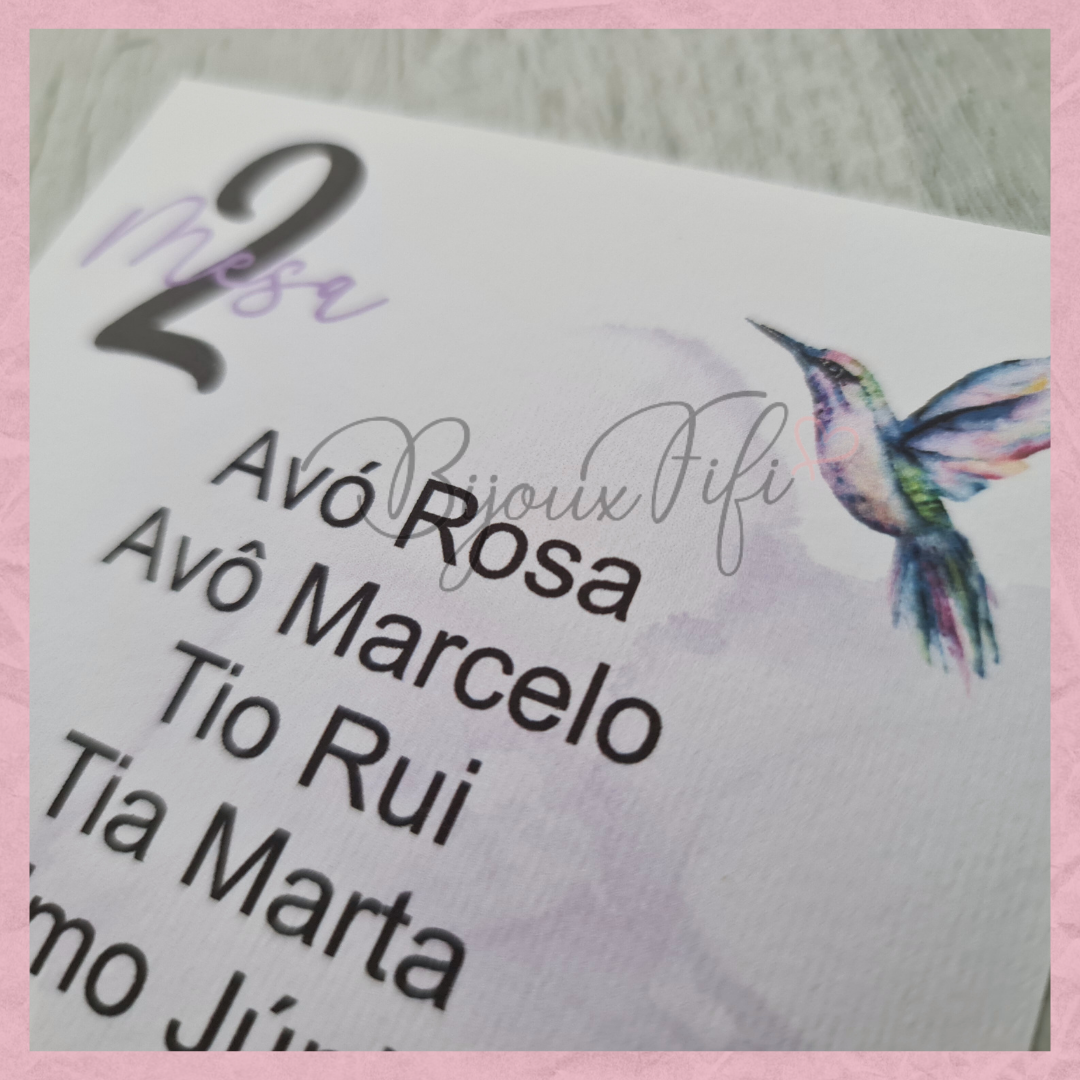 2
Mesa
Bijoux Fifi
Avó Rosa
Avô Marcelo
Tio Rui
Tia Marta